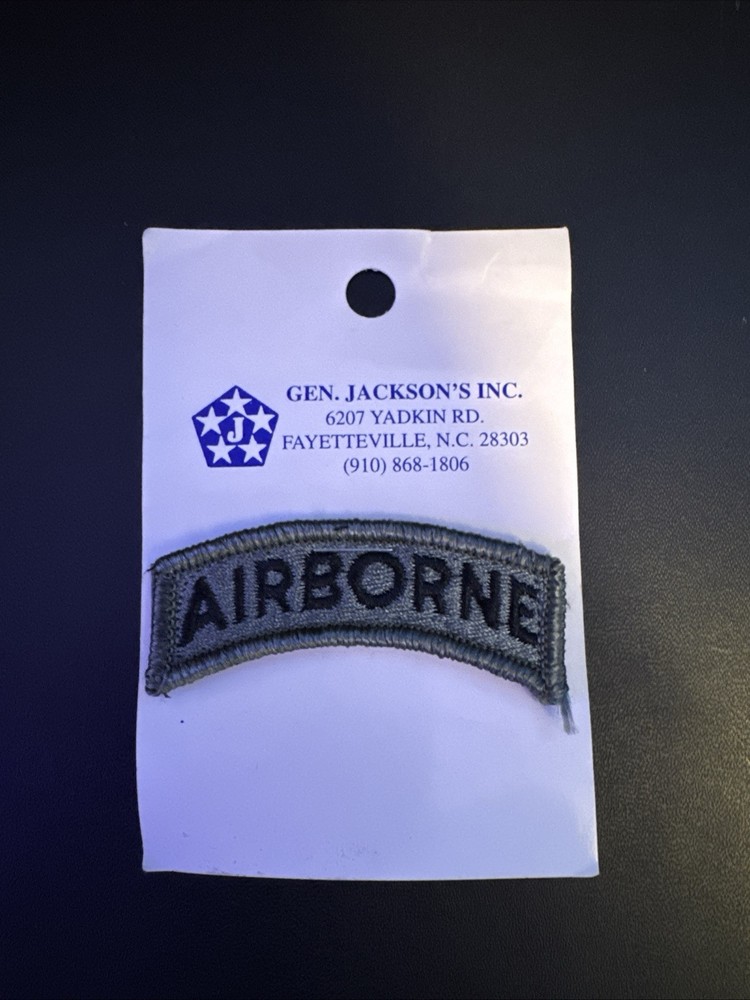 GEN. JACKSON'S INC.
6207 YADKIN RD.
FAYETTEVILLE, N.C. 28303
(910) 868-1806
J
AIRBORNE